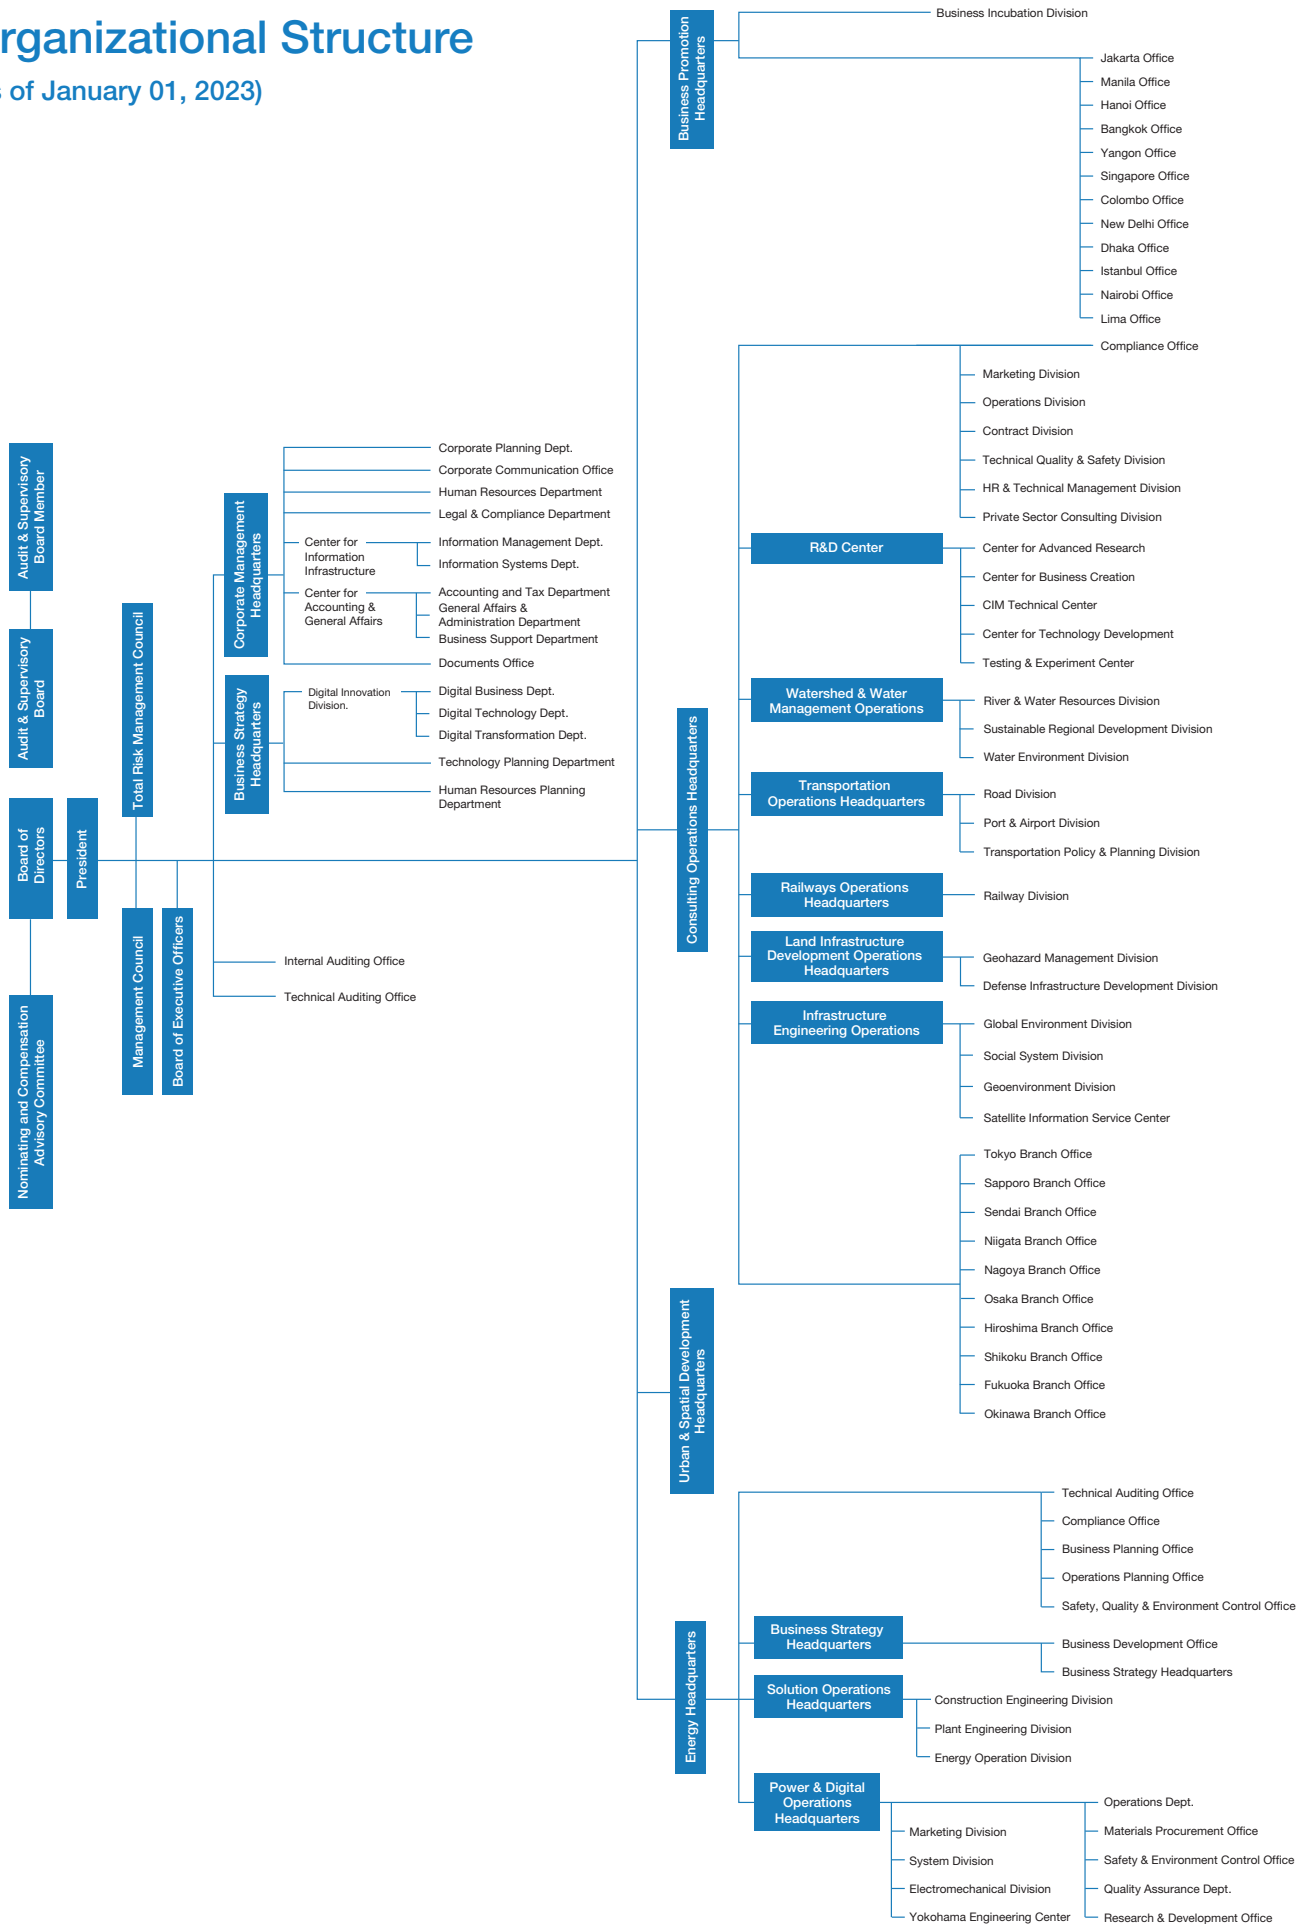 rganizational Structure
s of January 01, 2023)
Audit & Supervisory
Board Member
Audit & Supervisory
Board
Board of
Directors
Nominating and Compensation
Advisory Committee
President
Total Risk Management Council
Management Council
Board of Executive Officers
Corporate Management
Headquarters
Corporate Planning Dept.
Corporate Communication Office
Human Resources Department
Legal & Compliance Department
Center for
Information
Infrastructure
Information Management Dept.
Information Systems Dept.
Center for
Accounting &
General Affairs
Accounting and Tax Department
General Affairs &
Administration Department
Business Support Department
Documents Office
Business Strategy
Headquarters
Digital Innovation
Division.
Digital Business Dept.
Digital Technology Dept.
Digital Transformation Dept.
Technology Planning Department
Human Resources Planning
Department
Internal Auditing Office
Technical Auditing Office
Business Promotion
Headquarters
Business Incubation Division
Jakarta Office
Manila Office
Hanoi Office
Bangkok Office
Yangon Office
Singapore Office
Colombo Office
New Delhi Office
Dhaka Office
Istanbul Office
Nairobi Office
Lima Office
Consulting Operations Headquarters
Compliance Office
Marketing Division
Operations Division
Contract Division
Technical Quality & Safety Division
HR & Technical Management Division
Private Sector Consulting Division
R&D Center
Center for Advanced Research
Center for Business Creation
CIM Technical Center
Center for Technology Development
Testing & Experiment Center
Watershed & Water
Management Operations
River & Water Resources Division
Sustainable Regional Development Division
Water Environment Division
Transportation
Operations Headquarters
Road Division
Port & Airport Division
Transportation Policy & Planning Division
Railways Operations
Headquarters
Railway Division
Land Infrastructure
Development Operations
Headquarters
Geohazard Management Division
Defense Infrastructure Development Division
Infrastructure
Engineering Operations
Global Environment Division
Social System Division
Geoenvironment Division
Satellite Information Service Center
Tokyo Branch Office
Sapporo Branch Office
Sendai Branch Office
Niigata Branch Office
Nagoya Branch Office
Osaka Branch Office
Hiroshima Branch Office
Shikoku Branch Office
Fukuoka Branch Office
Okinawa Branch Office
Urban & Spatial Development
Headquarters
Energy Headquarters
Technical Auditing Office
Compliance Office
Business Planning Office
Operations Planning Office
Safety, Quality & Environment Control Office
Business Strategy
Headquarters
Business Development Office
Business Strategy Headquarters
Solution Operations
Headquarters
Construction Engineering Division
Plant Engineering Division
Energy Operation Division
Power & Digital
Operations
Headquarters
Marketing Division
System Division
Electromechanical Division
Yokohama Engineering Center
Operations Dept.
Materials Procurement Office
Safety & Environment Control Office
Quality Assurance Dept.
Research & Development Office